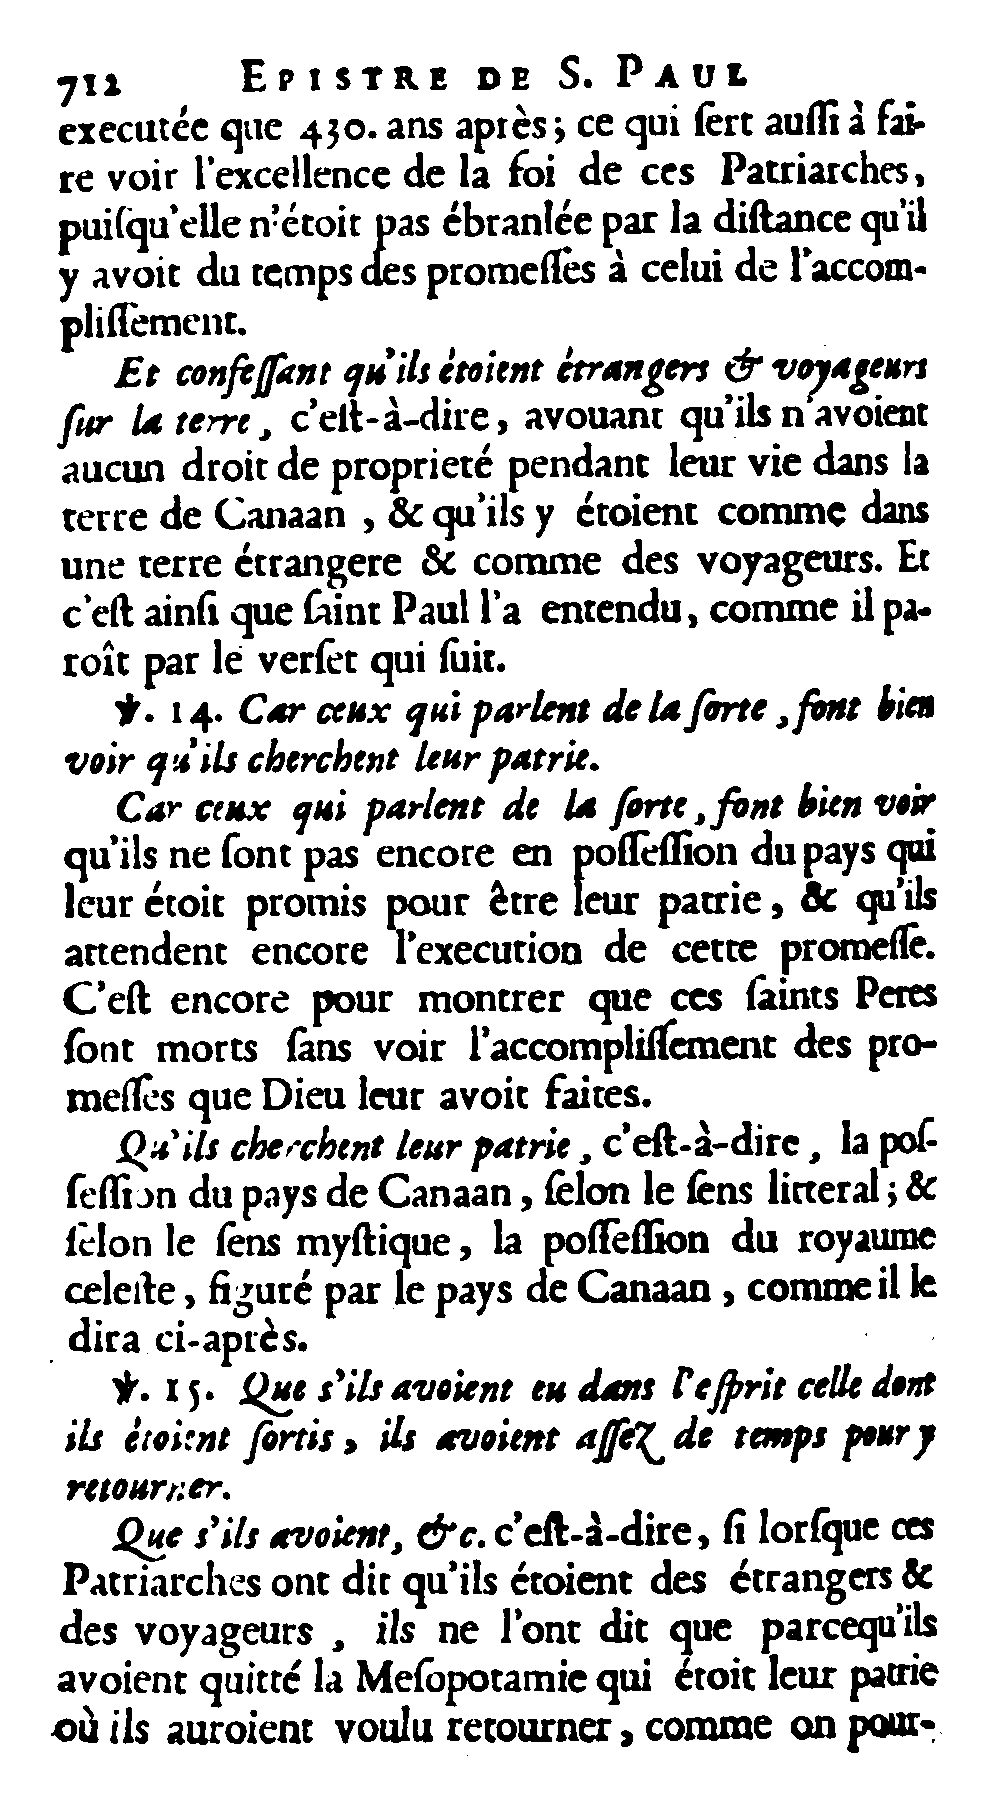 712 EPISTRE DE S. PAUL
executée que 430. ans après; ce qui ſert auſſi à fai-
re voir l'excellence de la foi de ces Patriarches,
puiſqu'elle n'étoit pas ébranlée par la diſtance qu'il
y avoit du temps des promeſſes à celui de l'accom-
pliſſement.
Et confeſſant qu'ils étoient étrangers & voyageurs
ſur la terre, c'eſt-à-dire, avouant qu'ils n'avoient
aucun droit de proprieté pendant leur vie dans la
terre de Canaan, & qu'ils y étoient comme dans
une terre étrangere & comme des voyageurs. Et
c'eſt ainſi que ſaint Paul l'a entendu, comme il pa-
roît par le verſet qui ſuit.
℣. 14. Car ceux qui parlent de la ſorte, font bien
voir qu'ils cherchent leur patrie.
Car ceux qui parlent de la ſorte, font bien voir
qu'ils ne ſont pas encore en poſſeſſion du pays qui
leur étoit promis pour être leur patrie, & qu'ils
attendent encore l'execution de cette promeſſe.
C'eſt encore pour montrer que ces ſaints Peres
ſont morts ſans voir l'accompliſſement des pro-
meſſes que Dieu leur avoit faites.
Qu'ils cherchent leur patrie, c'eſt-à-dire, la poſ-
ſeſſion du pays de Canaan, ſelon le ſens litteral; &
ſelon le ſens myſtique, la poſſeſſion du royaume
celeſte, figuré par le pays de Canaan, comme il le
dira ci-après.
℣. 15. Que s'ils avoient eu dans l'eſprit celle dont
ils étoient ſortis, ils avoient aſſez de temps pour y
retourner.
Que s'ils avoient, &c. c'eſt-à-dire, ſi lorſque ces
Patriarches ont dit qu'ils étoient des étrangers &
des voyageurs, ils ne l'ont dit que parcequ'ils
avoient quitté la Meſopotamie qui étoit leur patrie
où ils auroient voulu retourner, comme on pour-